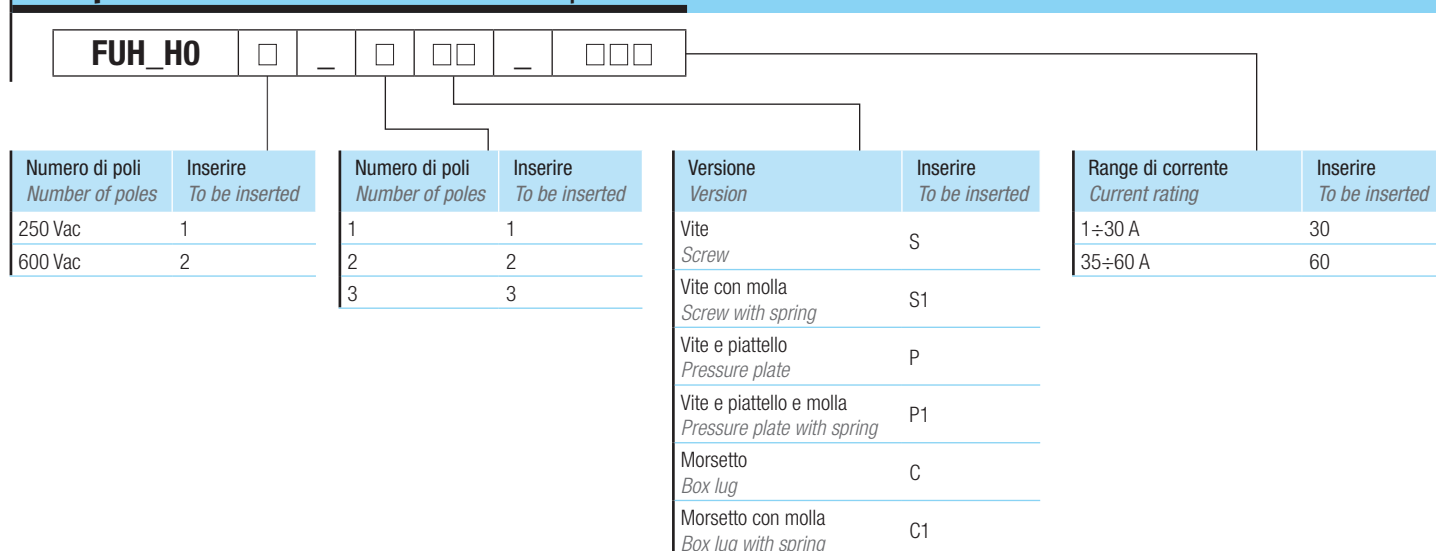 FUH_H0 □ _ □ □□ _ □□□
Numero di poli Inserire
Number of poles To be inserted
250 Vac 1
600 Vac 2
Numero di poli Inserire
Number of poles To be inserted
1 1
2 2
3 3
Versione Inserire
Version To be inserted
Vite
Screw
S
Vite con molla
Screw with spring
S1
Vite e piattello
Pressure plate
P
Vite e piattello e molla
Pressure plate with spring
P1
Morsetto
Box lug
C
Morsetto con molla
Box lug with spring
C1
Range di corrente Inserire
Current rating To be inserted
1÷30 A 30
35÷60 A 60